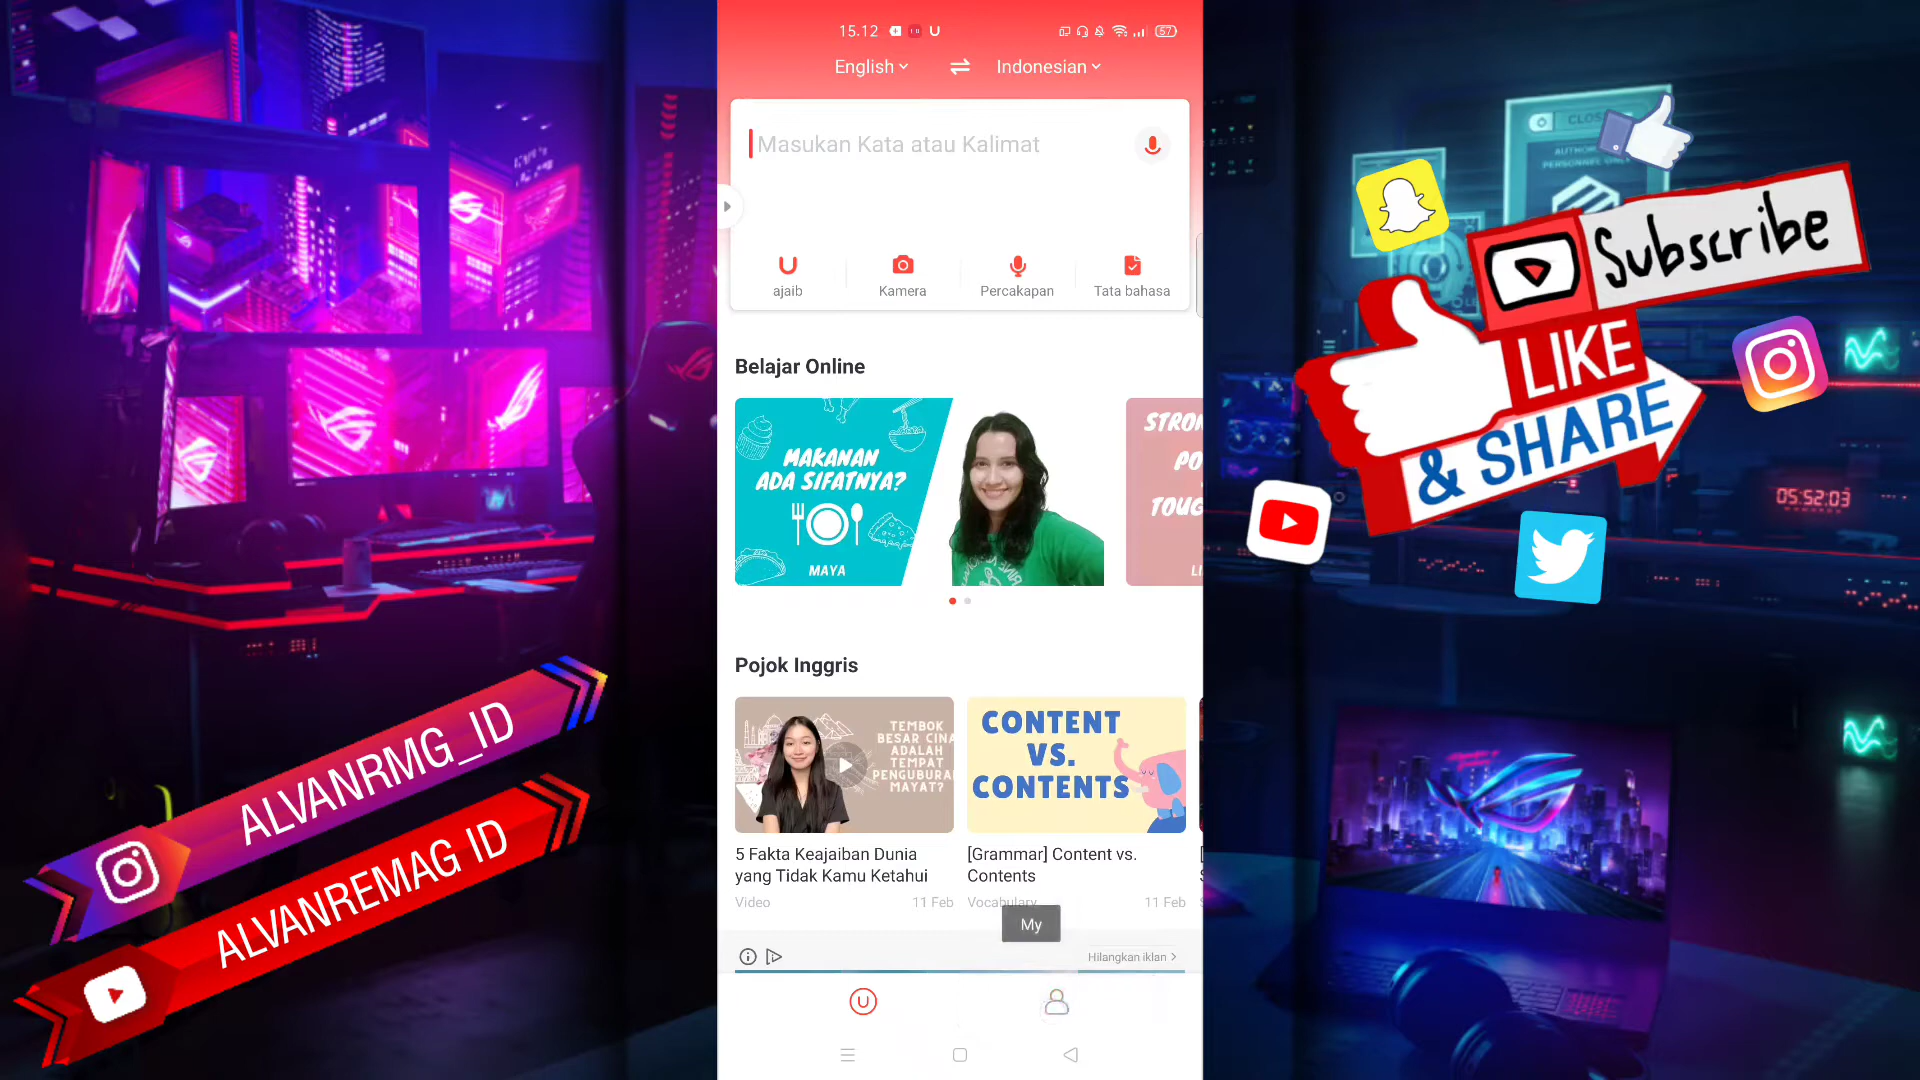 15.12
57
English
Indonesian
Masukan Kata atau Kalimat
ajaib
Kamera
Percakapan
Tata bahasa
Belajar Online
MAKANAN
ADA SIFATNYA?
MAYA
Pojok Inggris
TEMBOK
BESAR CINA
ADALAH
TEMPAT
PENGUBURAN
MAYAT?
CONTENT
VS.
CONTENTS
5 Fakta Keajaiban Dunia
yang Tidak Kamu Ketahui
Video
11 Feb
[Grammar] Content vs.
Contents
Vocabulary
11 Feb
My
Hilangkan iklan
ALVANRMG_ID
ALVANREMAG ID
Subscribe
LIKE
& SHARE
05:52:03